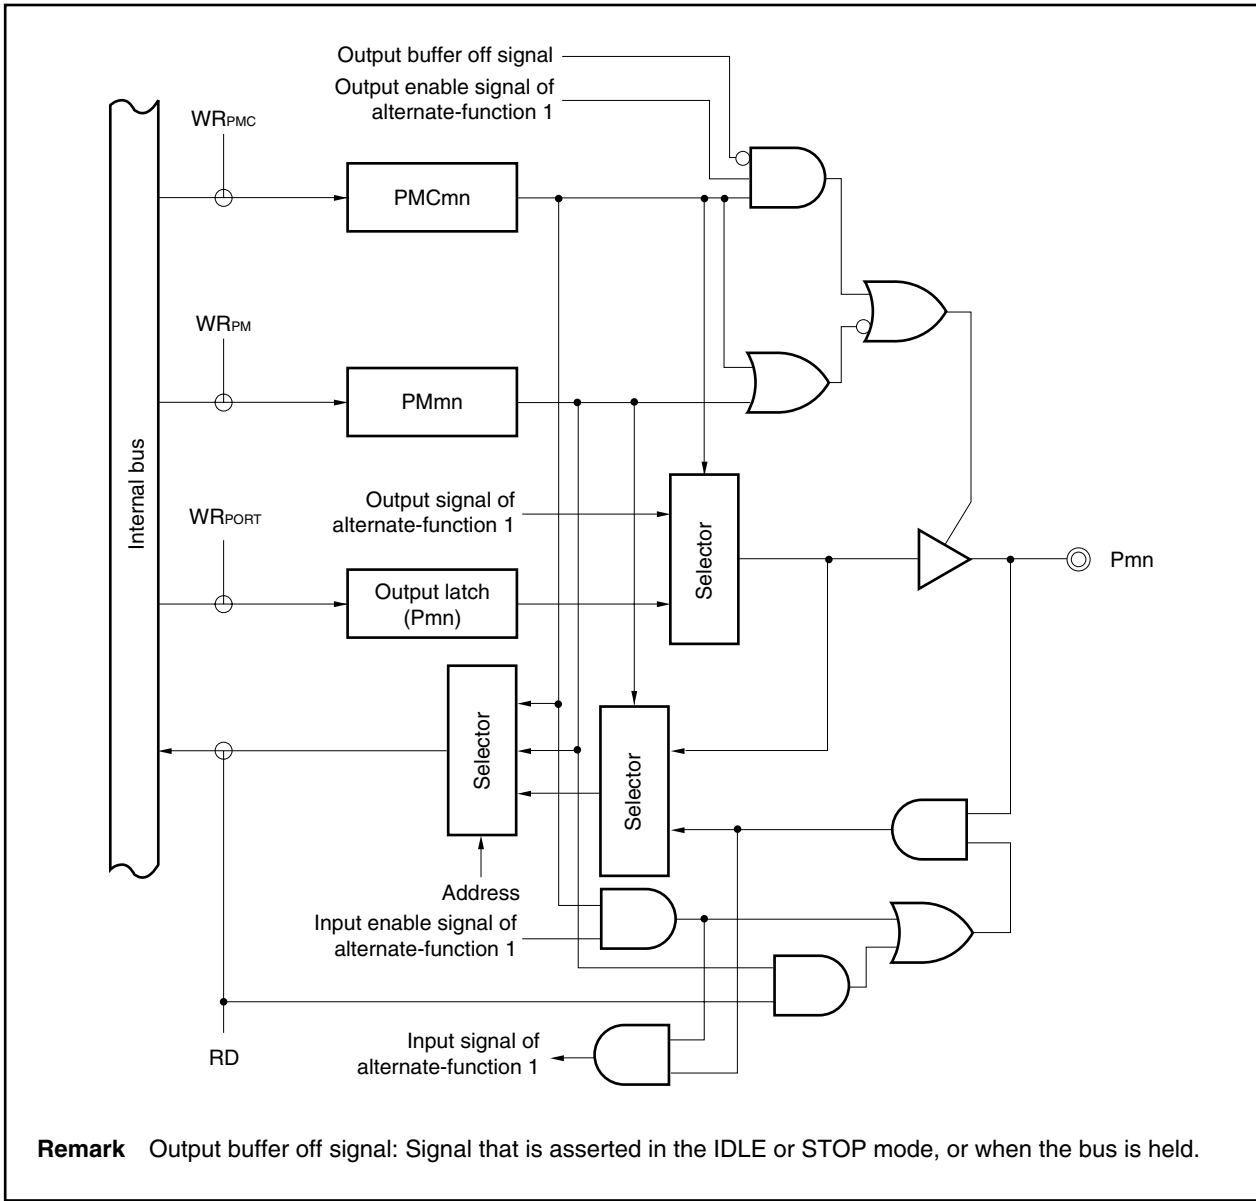 Output buffer off signal
Output enable signal of
alternate-function 1
WRPMC
PMCmn
WRPM
PMmn
Internal bus
Output signal of
alternate-function 1
WRPORT
Selector
Pmn
Output latch
(Pmn)
Selector
Selector
Address
Input enable signal of
alternate-function 1
Input signal of
alternate-function 1
RD
Remark Output buffer off signal: Signal that is asserted in the IDLE or STOP mode, or when the bus is held.